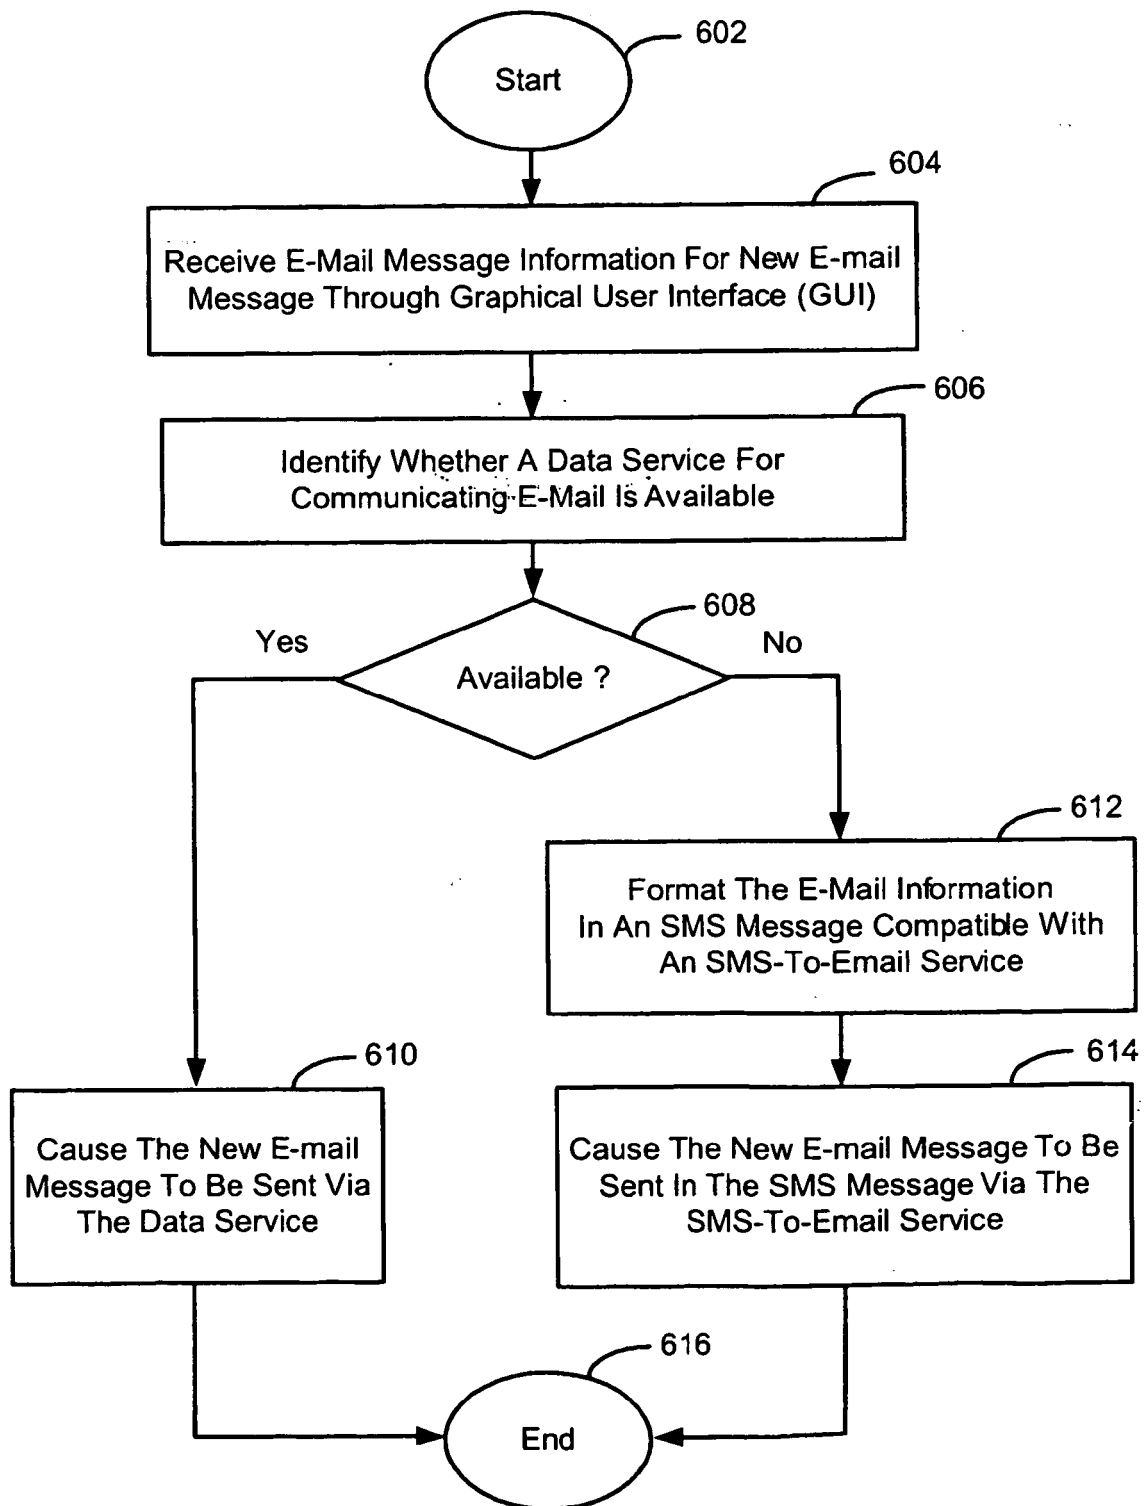 602
Start
604
Receive E-Mail Message Information For New E-mail
Message Through Graphical User Interface (GUI)
606
Identify Whether A Data Service For
Communicating E-Mail Is Available
608
Yes
No
Available ?
612
Format The E-Mail Information
In An SMS Message Compatible With
An SMS-To-Email Service
610
614
Cause The New E-mail
Message To Be Sent Via
The Data Service
Cause The New E-mail Message To Be
Sent In The SMS Message Via The
SMS-To-Email Service
616
End